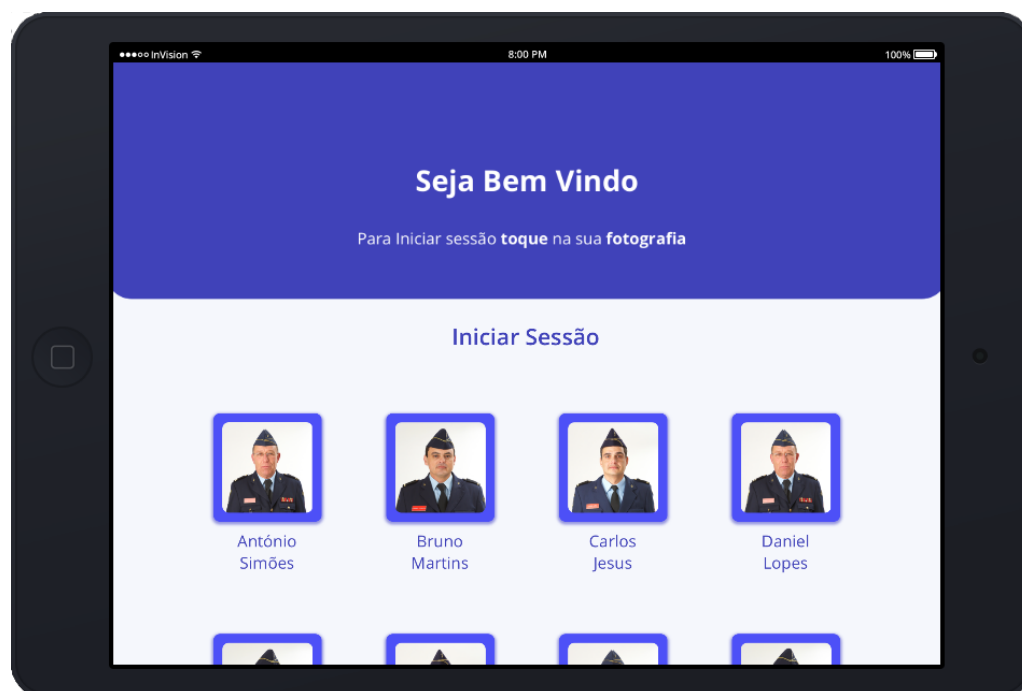 InVision
8:00 PM
100%
Seja Bem Vindo
Para Iniciar sessão toque na sua fotografia
Iniciar Sessão
António
Simões
Bruno
Martins
Carlos
Jesus
Daniel
Lopes